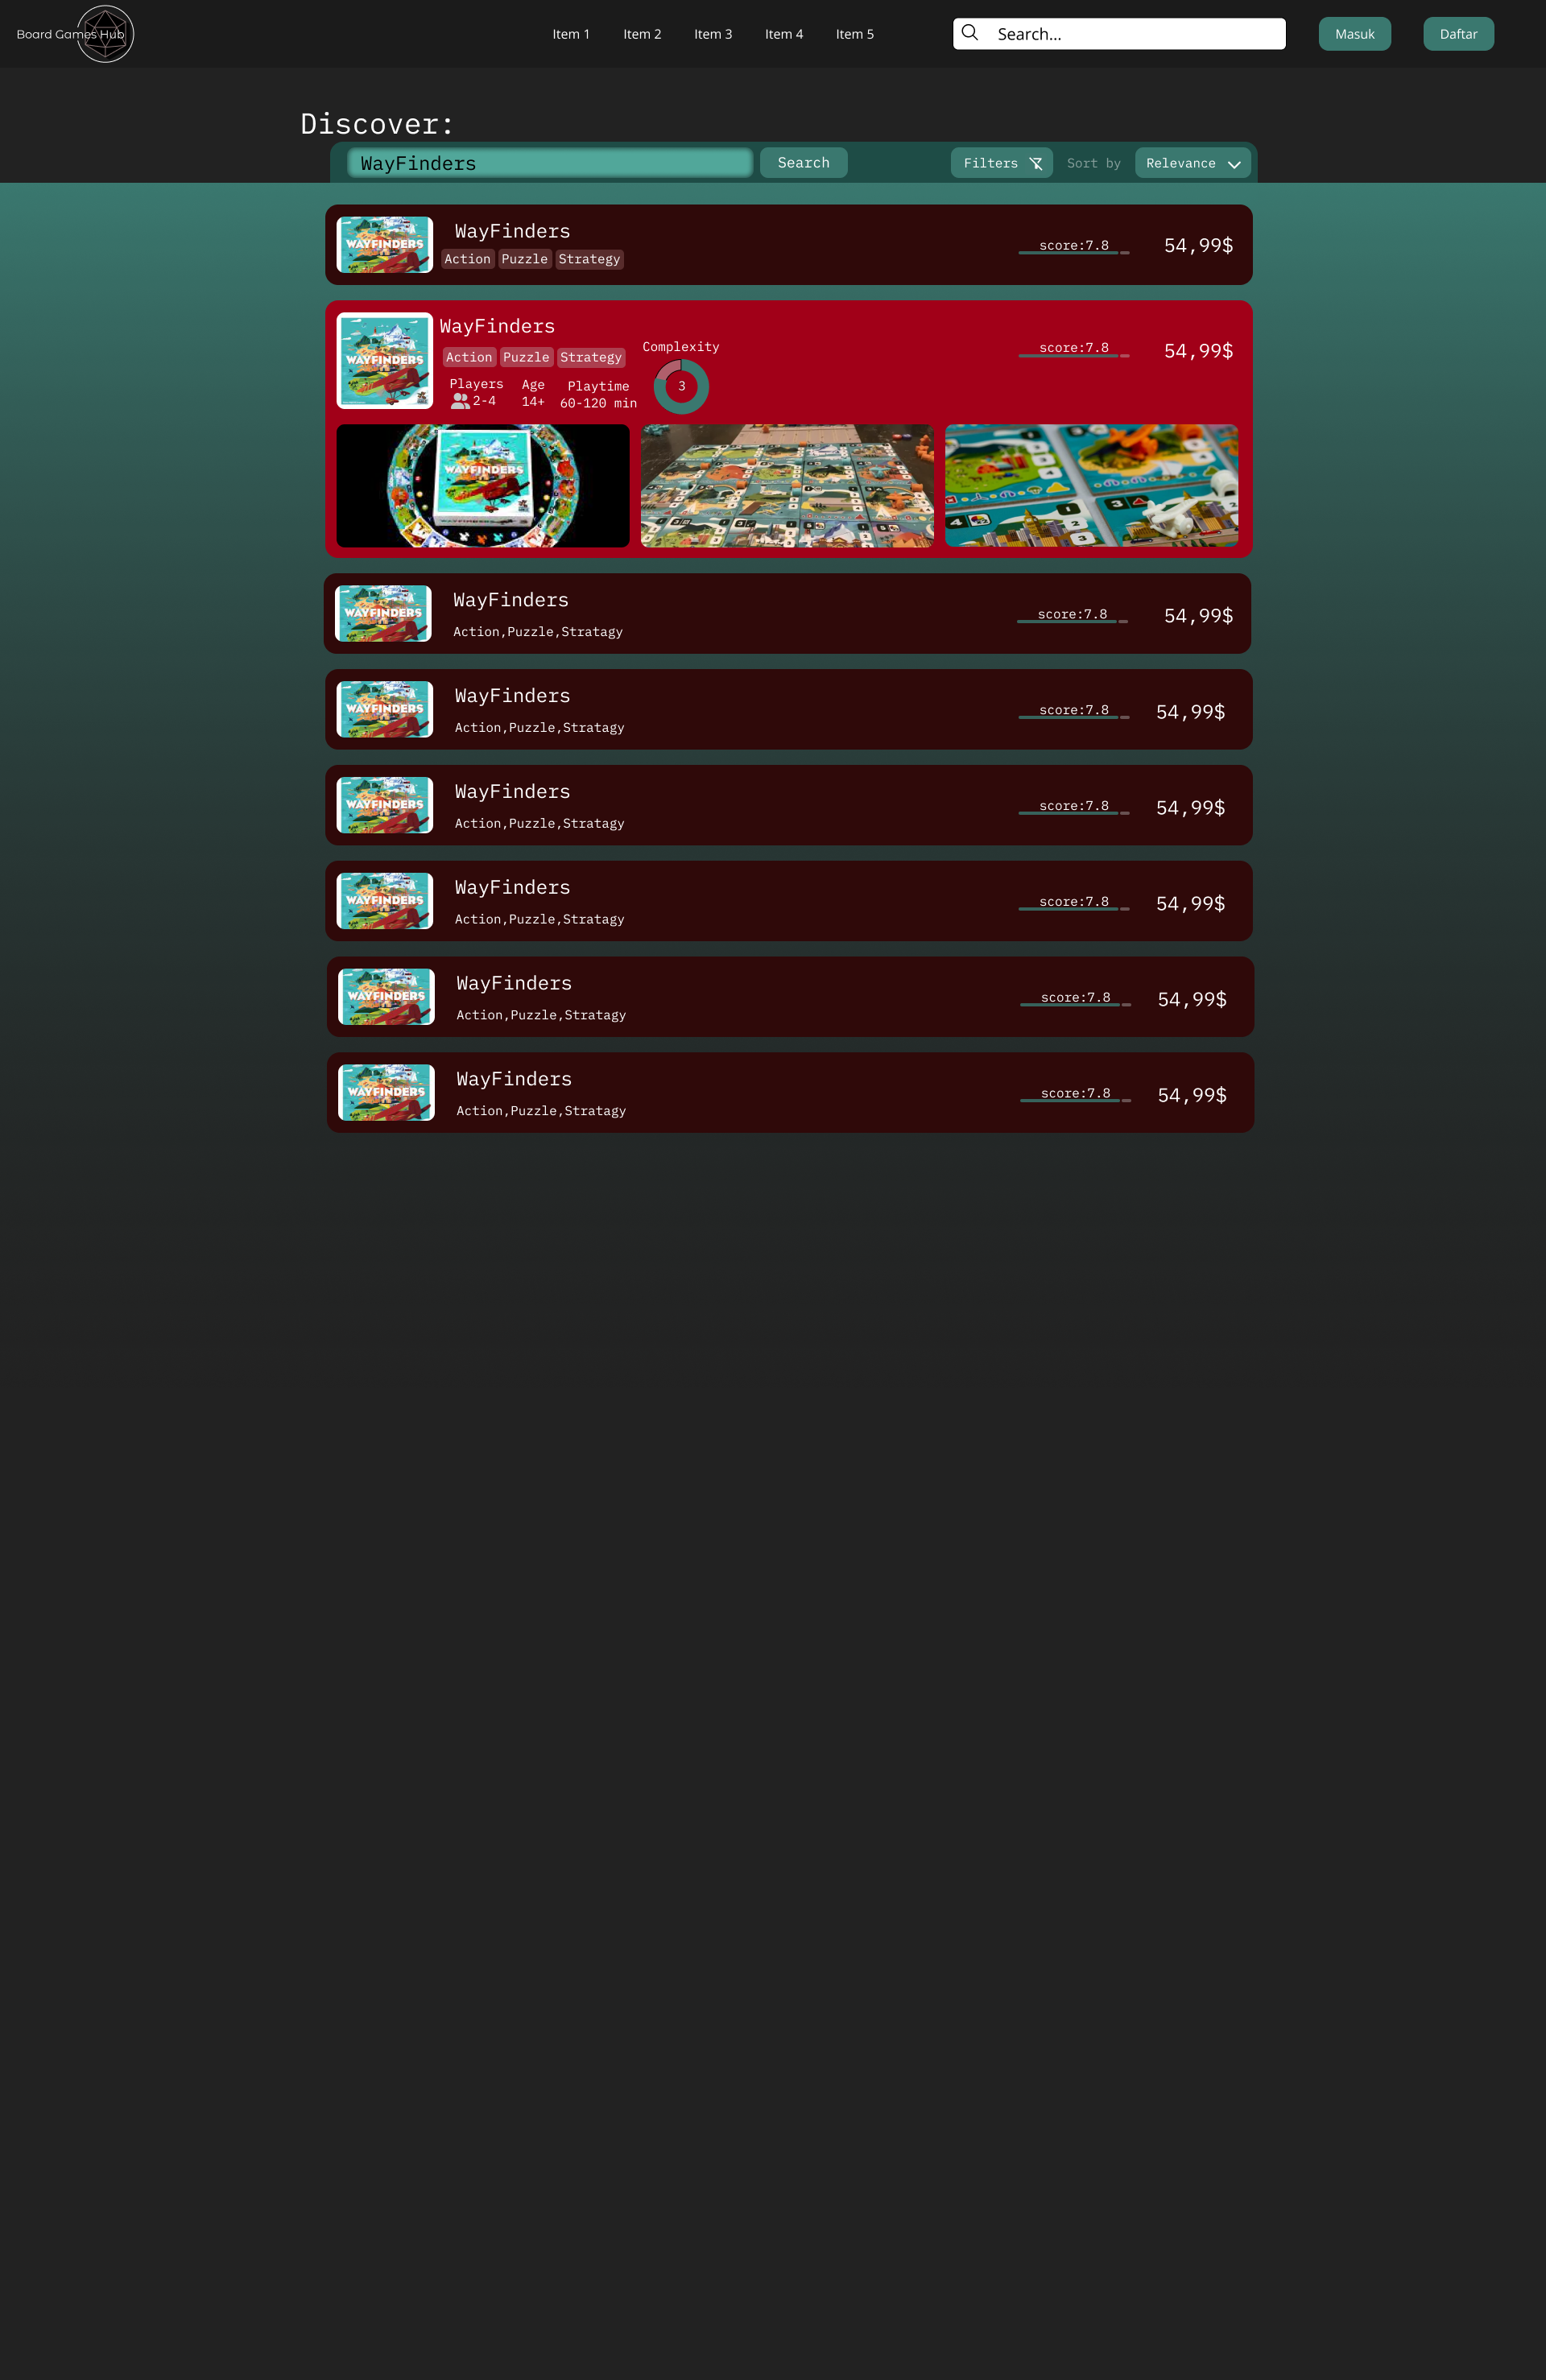 Board Games Hub
Item 1 Item 2 Item 3 Item 4 Item 5
Search...
Masuk
Daftar
Discover:
WayFinders
Search
Filters
Sort by
Relevance
WAYFINDERS
WayFinders
Action Puzzle Strategy
score:7.8
54,99$
WAYFINDERS
WayFinders
Action Puzzle Strategy
Players
2-4
Age
14+
Playtime
60-120 min
Complexity
3
score:7.8
54,99$
WAYFINDERS
1
2
4
3
1
2
WAYFINDERS
WayFinders
Action,Puzzle,Stratagy
score:7.8
54,99$
WAYFINDERS
WayFinders
Action,Puzzle,Stratagy
score:7.8
54,99$
WAYFINDERS
WayFinders
Action,Puzzle,Stratagy
score:7.8
54,99$
WAYFINDERS
WayFinders
Action,Puzzle,Stratagy
score:7.8
54,99$
WAYFINDERS
WayFinders
Action,Puzzle,Stratagy
score:7.8
54,99$
WAYFINDERS
WayFinders
Action,Puzzle,Stratagy
score:7.8
54,99$